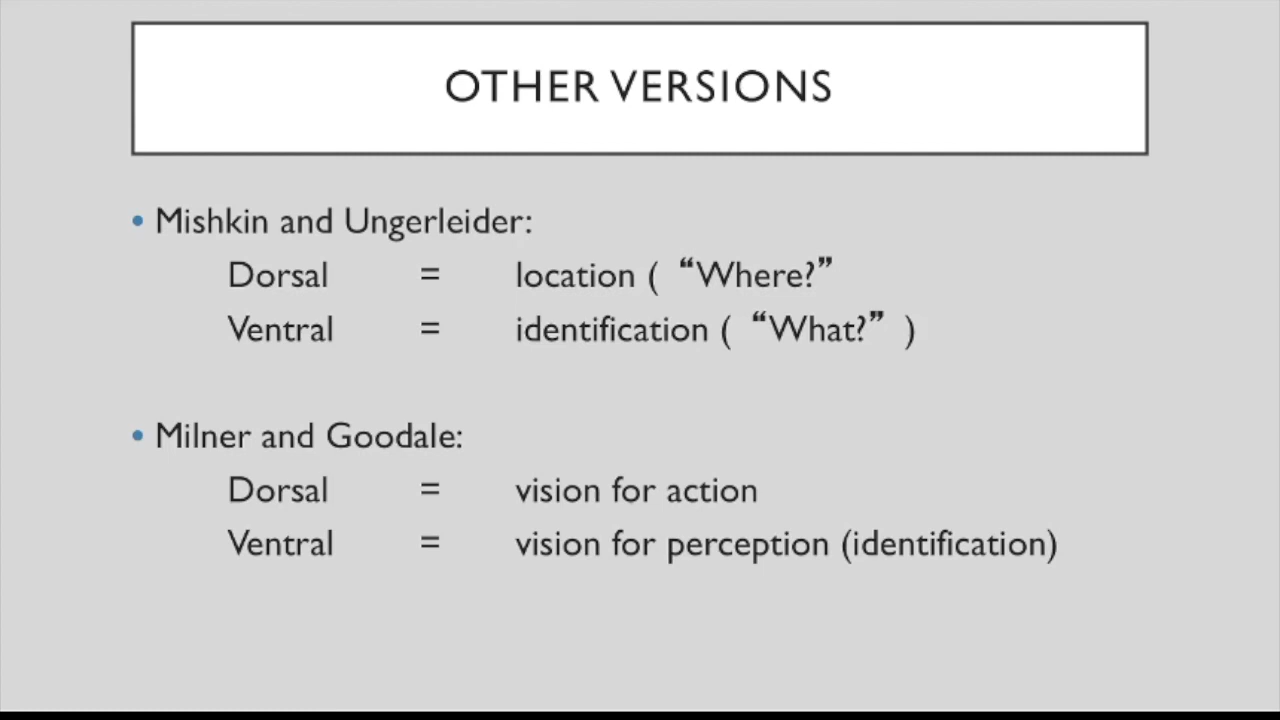 OTHER VERSIONS
• Mishkin and Ungerleider:
Dorsal = location ( “Where?”
Ventral = identification ( “What?” )
• Milner and Goodale:
Dorsal = vision for action
Ventral = vision for perception (identification)